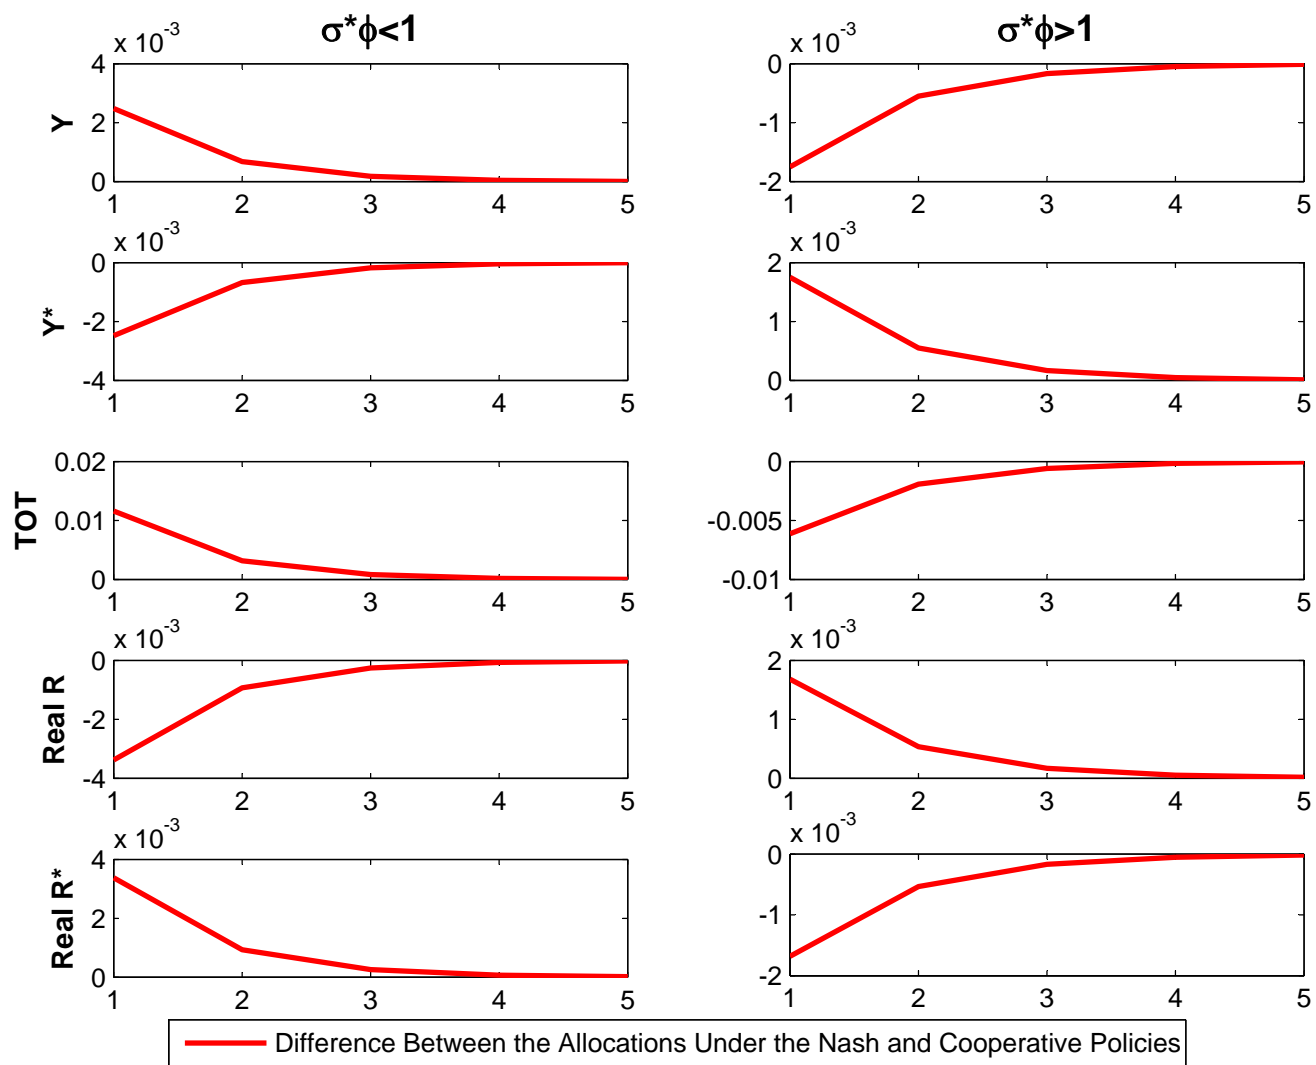 σ*ϕ<1
σ*ϕ>1
x 10^-3
4
2
0
Y
1 2 3 4 5
x 10^-3
0
-1
-2
1 2 3 4 5
x 10^-3
0
-2
-4
Y*
1 2 3 4 5
x 10^-3
2
1
0
1 2 3 4 5
0.02
0.01
0
TOT
1 2 3 4 5
0
-0.005
-0.01
1 2 3 4 5
x 10^-3
0
-2
-4
Real R
1 2 3 4 5
x 10^-3
2
1
0
1 2 3 4 5
x 10^-3
4
2
0
Real R*
1 2 3 4 5
x 10^-3
0
-1
-2
1 2 3 4 5
Difference Between the Allocations Under the Nash and Cooperative Policies